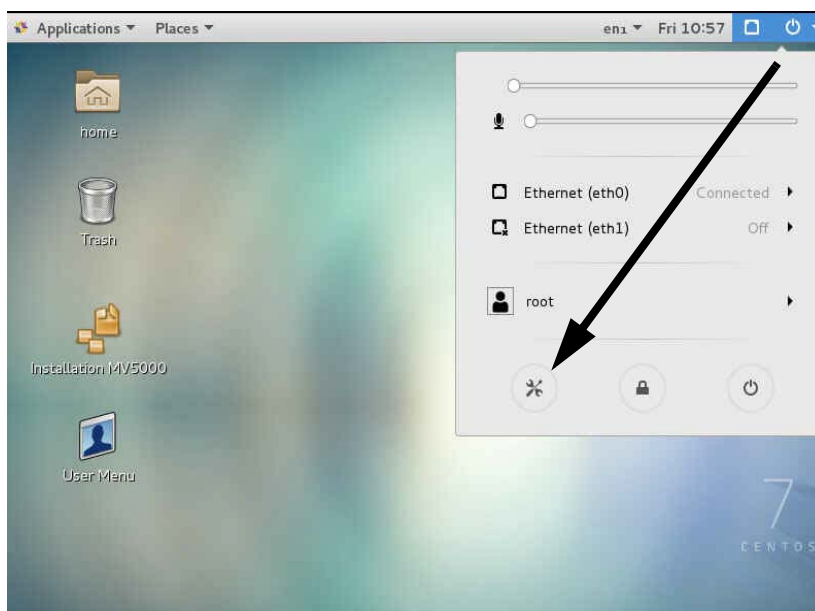 Applications Places en1 Fri 10:57
home
Trash
Installation MV5000
User Menu
Ethernet (eth0) Connected
Ethernet (eth1) Off
root
7
CENTOS